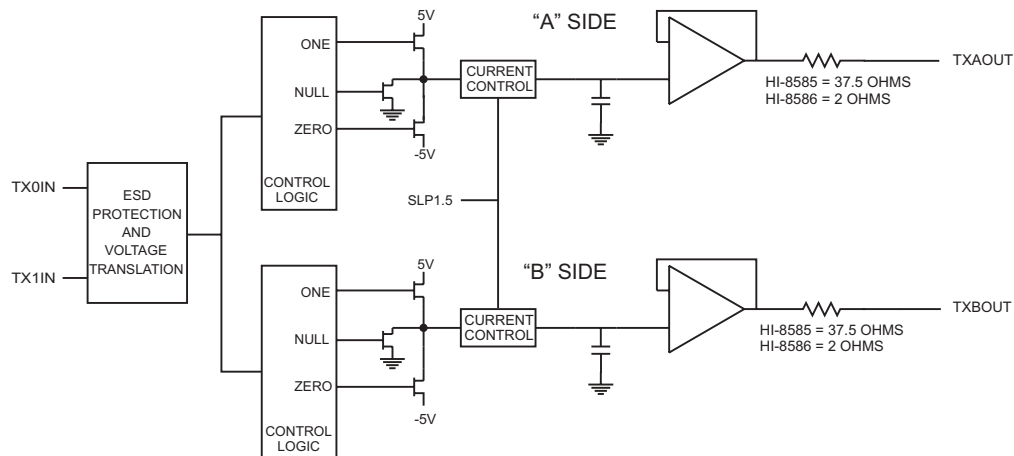 5V
"A" SIDE
ONE
CURRENT
CONTROL
TXAOUT
HI-8585 = 37.5 OHMS
HI-8586 = 2 OHMS
NULL
ZERO
-5V
CONTROL
LOGIC
TX0IN
ESD
PROTECTION
AND
VOLTAGE
TRANSLATION
SLP1.5
TX1IN
5V
"B" SIDE
ONE
CURRENT
CONTROL
TXBOUT
HI-8585 = 37.5 OHMS
HI-8586 = 2 OHMS
NULL
ZERO
-5V
CONTROL
LOGIC